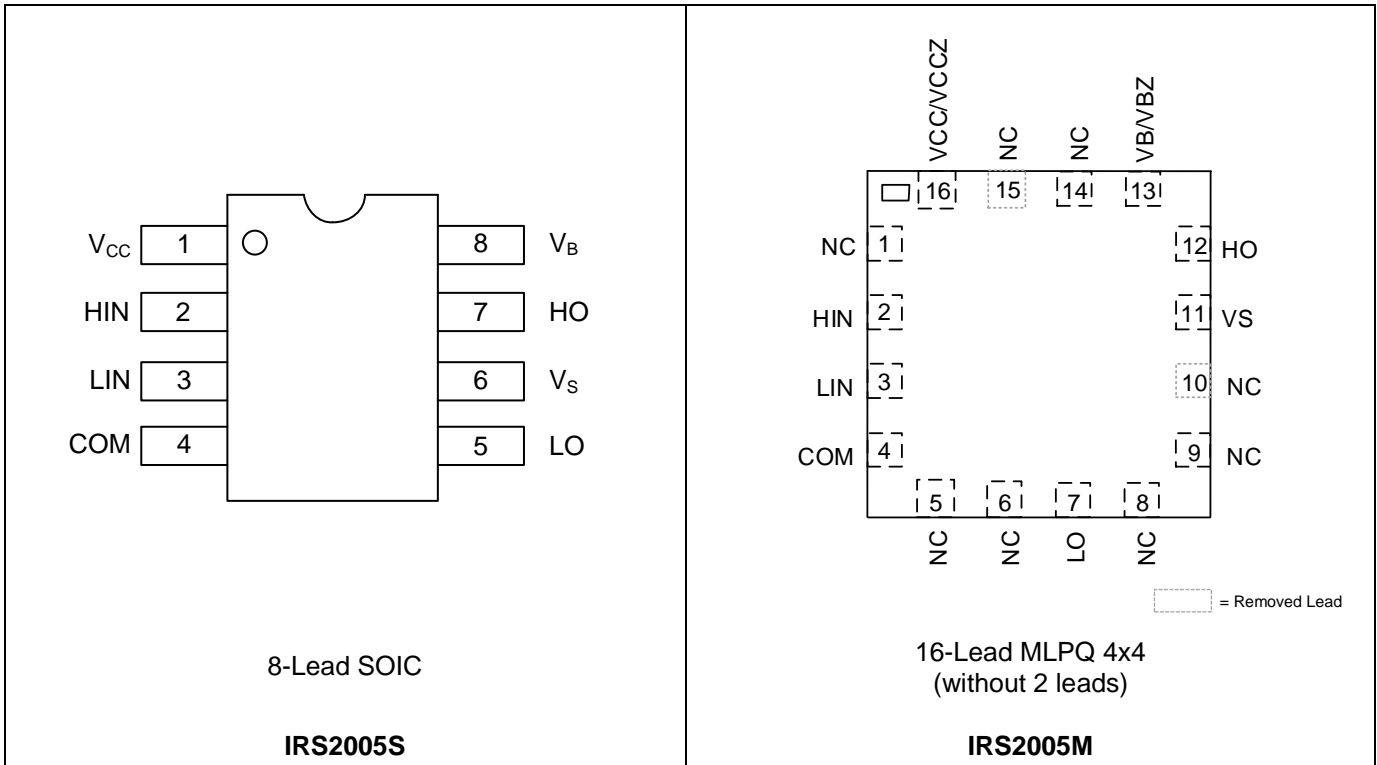 V_CC 1
HIN 2
LIN 3
COM 4
8 V_B
7 HO
6 V_S
5 LO
8-Lead SOIC
IRS2005S
VCC/VCCZ
NC
NC
VB/VBZ
16
15
14
13
NC 1
HIN 2
LIN 3
COM 4
12 HO
11 VS
10 NC
9 NC
5
6
7
8
NC
NC
LO
NC
= Removed Lead
16-Lead MLPQ 4x4
(without 2 leads)
IRS2005M